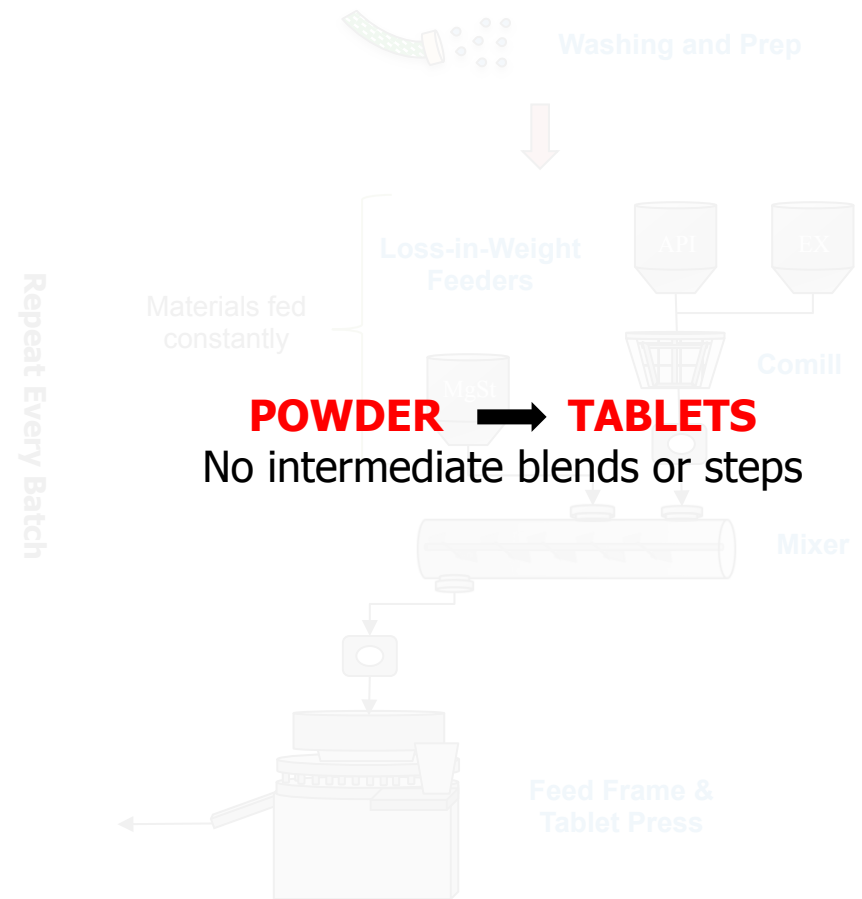 Washing and Prep
Loss-in-Weight
Feeders
API
EX
Materials fed
constantly
Repeat Every Batch
Comill
MgSt
POWDER TABLETS
No intermediate blends or steps
Mixer
Feed Frame &
Tablet Press